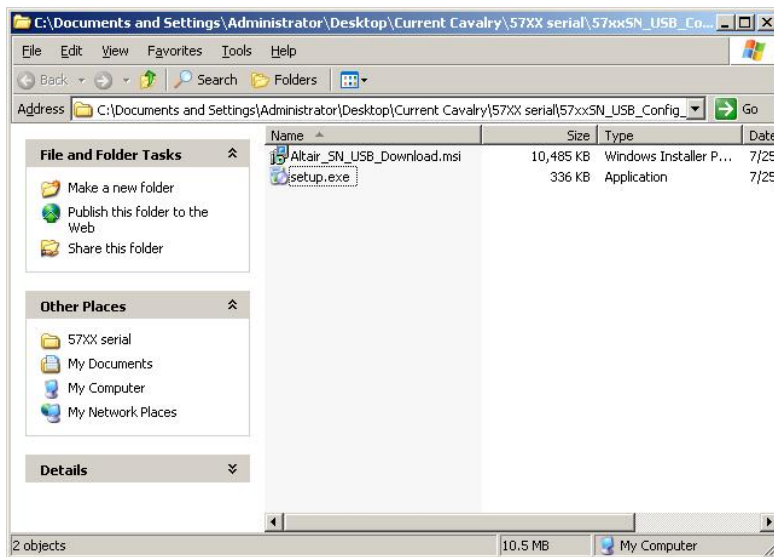 C:\Documents and Settings\Administrator\Desktop\Current Cavalry\57XX serial\57xxSN_USB_Co...
File Edit View Favorites Tools Help
Back Search Folders
Address C:\Documents and Settings\Administrator\Desktop\Current Cavalry\57XX serial\57xxSN_USB_Config_ Go
Name Size Type Date
Altair_SN_USB_Download.msi 10,485 KB Windows Installer P... 7/25
setup.exe 336 KB Application 7/25
File and Folder Tasks
Make a new folder
Publish this folder to the
Web
Share this folder
Other Places
57XX serial
My Documents
My Computer
My Network Places
Details
2 objects 10.5 MB My Computer